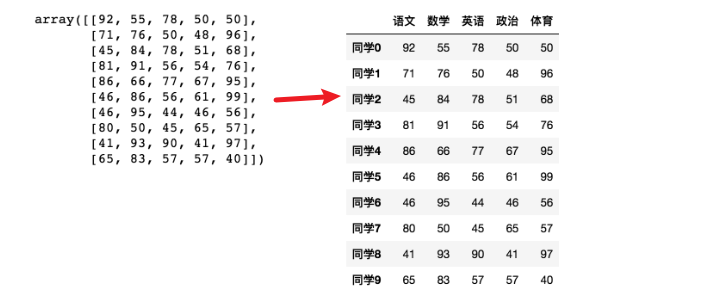 array([[92, 55, 78, 50, 50],
[71, 76, 50, 48, 96],
[45, 84, 78, 51, 68],
[81, 91, 56, 54, 76],
[86, 66, 77, 67, 95],
[46, 86, 56, 61, 99],
[46, 95, 44, 46, 56],
[80, 50, 45, 65, 57],
[41, 93, 90, 41, 97],
[65, 83, 57, 57, 40]])
语文 数学 英语 政治 体育
同学0 92 55 78 50 50
同学1 71 76 50 48 96
同学2 45 84 78 51 68
同学3 81 91 56 54 76
同学4 86 66 77 67 95
同学5 46 86 56 61 99
同学6 46 95 44 46 56
同学7 80 50 45 65 57
同学8 41 93 90 41 97
同学9 65 83 57 57 40